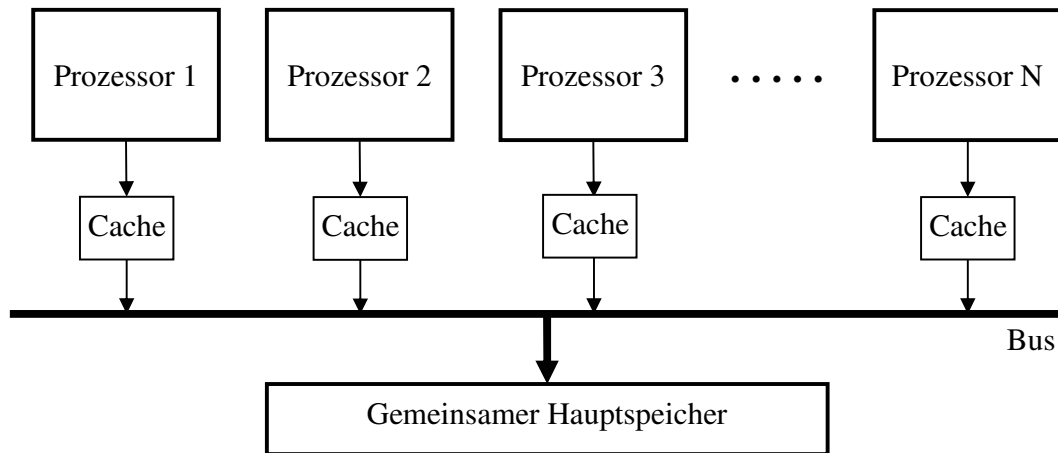 Prozessor 1
Prozessor 2
Prozessor 3
.....
Prozessor N
Cache
Cache
Cache
Cache
Bus
Gemeinsamer Hauptspeicher